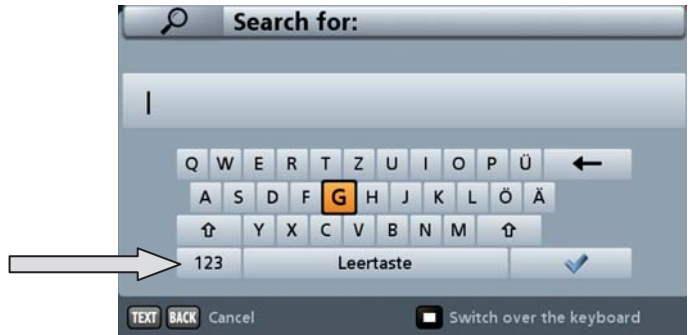 Search for:
Q W E R T Z U I O P Ü
A S D F G H J K L Ö Ä
Y X C V B N M
123 Leertaste
TEXT BACK Cancel Switch over the keyboard